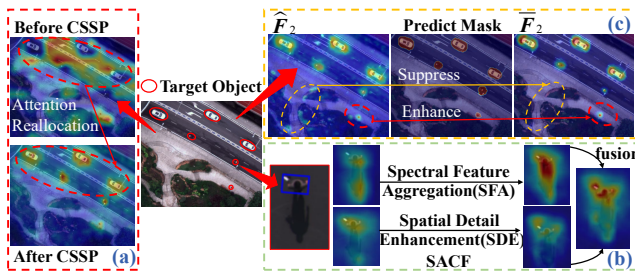 Before CSSP
Attention
Reallocation
After CSSP
(a)
Target Object
F̂₂
Predict Mask
F̅₂
(c)
Suppress
Enhance
Spectral Feature
Aggregation(SFA)
Spatial Detail
Enhancement(SDE)
SACF
fusion
(b)